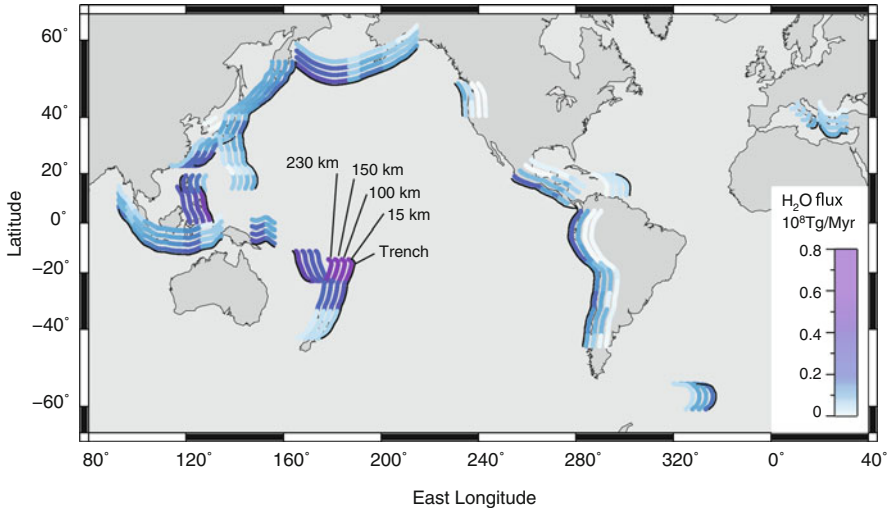 60˚
40˚
20˚
0˚
−20˚
−40˚
−60˚
Latitude
230 km
150 km
100 km
15 km
Trench
H₂O flux
10⁸Tg/Myr
0.8
0.6
0.4
0.2
0
80˚ 120˚ 160˚ 200˚ 240˚ 280˚ 320˚ 0˚ 40˚
East Longitude